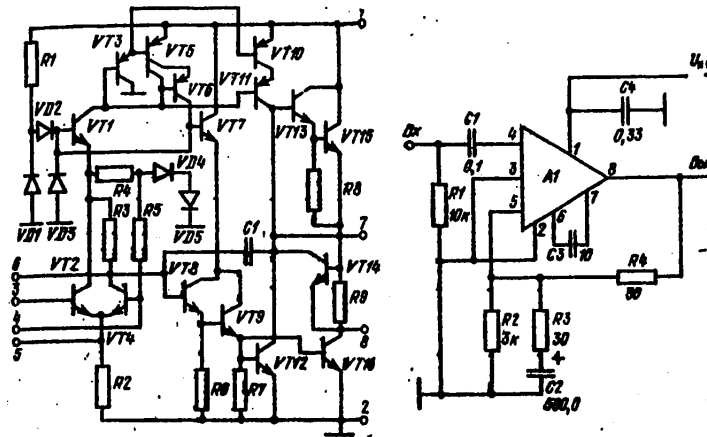 1
VT3
VT5
VT10
R1
VT6
VT11
VD2
VT1
VT7
VT13
VT15
R4
VD4
R8
VD1
VD3
R3
R5
VD5
7
VT2
C1
6
VT8
VT14
3
VT9
R9
4
8
5
VT4
VT12
VT16
R2
R6
R7
2
C4
0,33
Вх
C1
4
1
0,1
3
A1
8
R1
10к
5
7
2
6
C3
10
R4
R2
3к
R3
30
+
C2
500,0